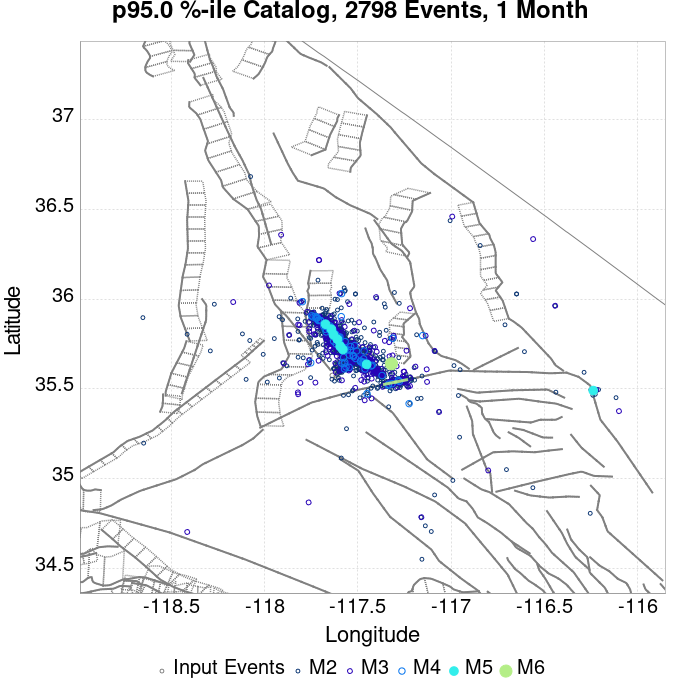 p95.0 %-ile Catalog, 2798 Events, 1 Month
37
36.5
36
35.5
35
34.5
Latitude
-118.5 -118 -117.5 -117 -116.5 -116
Longitude
Input Events M2 M3 M4 M5 M6